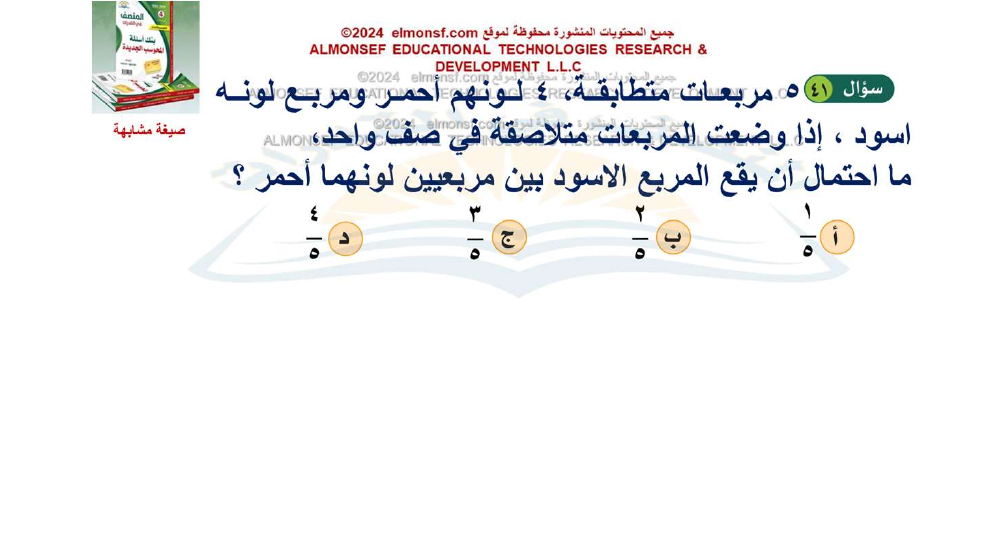 جميع المحتويات المنشورة محفوظة لموقع elmonsf.com ©2024
ALMONSEF EDUCATIONAL TECHNOLOGIES RESEARCH &
DEVELOPMENT L.L.C
المنصف
بنك أسئلة
المحوسب الجديدة
صيغة مشابهة
سؤال ٤١ ٥ مربعات متطابقة، ٤ لونهم أحمر ومربع لونه
اسود ، إذا وضعت المربعات متلاصقة في صف واحد،
ما احتمال أن يقع المربع الاسود بين مربعيين لونهما أحمر ؟
أ ١/٥ ب ٢/٥ ج ٣/٥ د ٤/٥